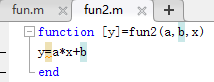 fun.m × fun2.m ×
function [y]=fun2(a,b,x)
y=a*x+b
end